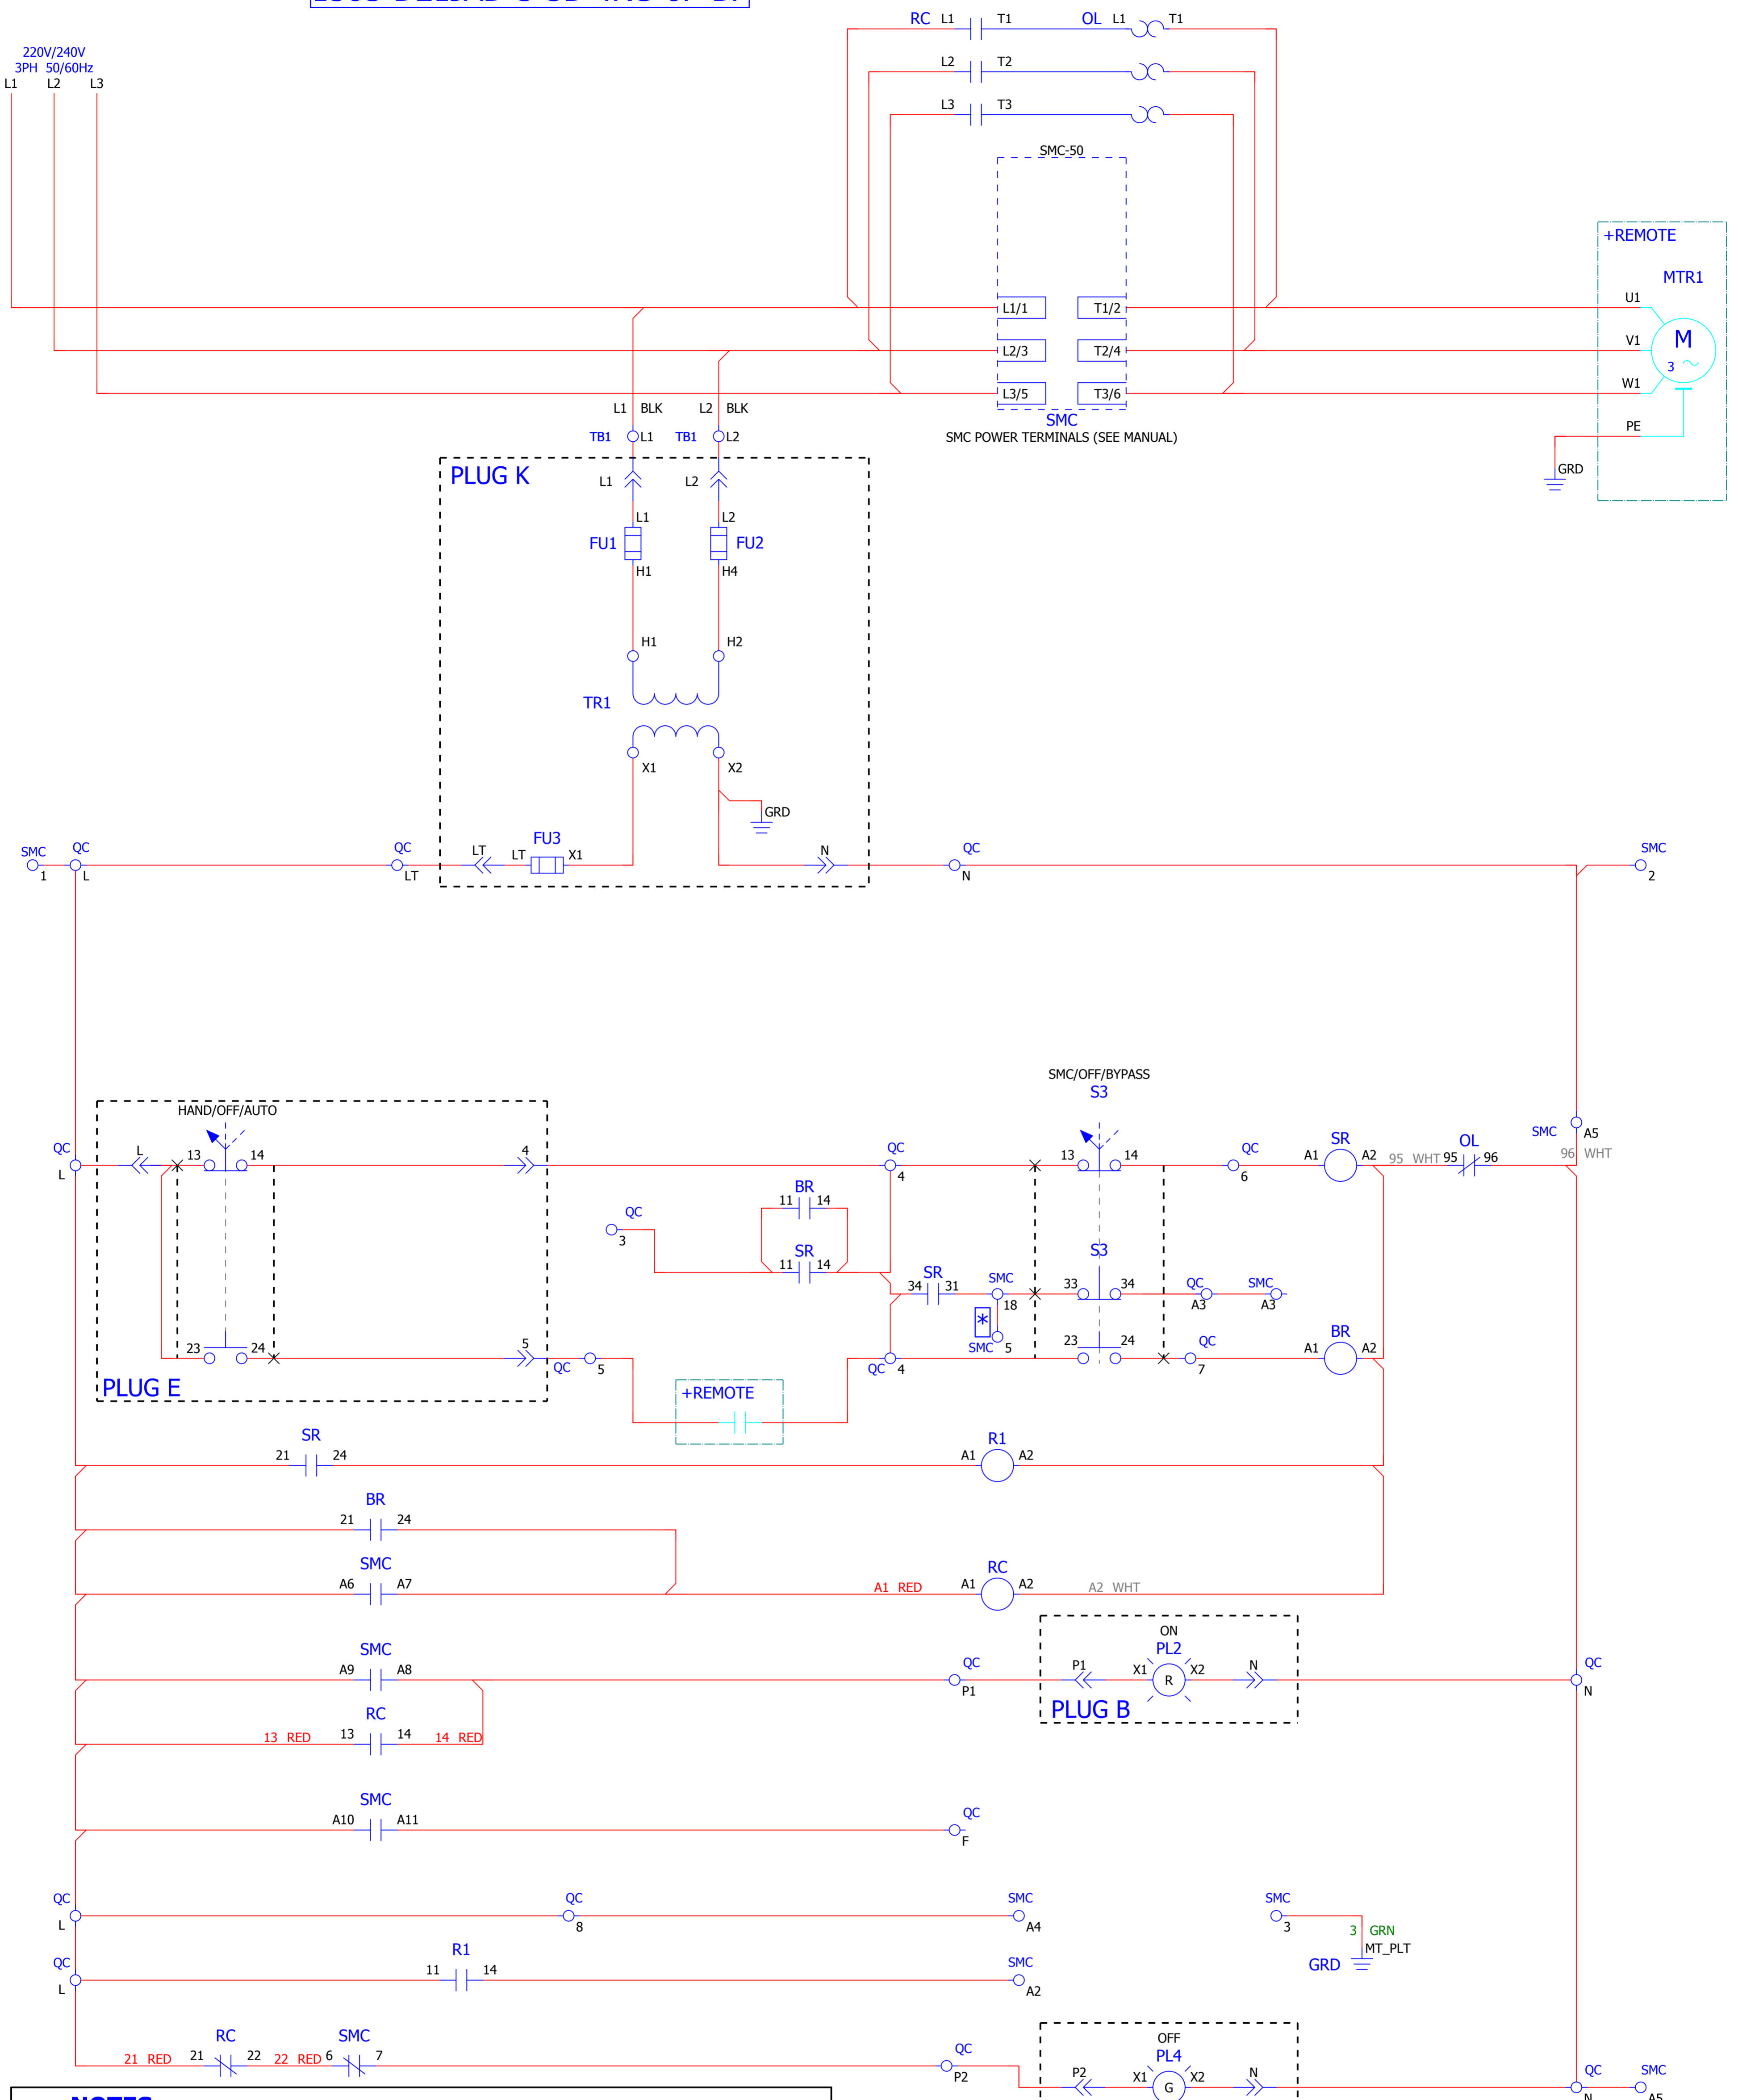 RC L1 T1 OL L1 T1
220V/240V
3PH 50/60Hz
L1 L2 L3
L2 T2
L3 T3
SMC-50
+REMOTE
MTR1
L1/1 T1/2 U1
L2/3 T2/4 V1
M
3
L3/5 T3/6 W1
L1 BLK L2 BLK
SMC
SMC POWER TERMINALS (SEE MANUAL)
PE
GRD
TB1 L1 TB1 L2
PLUG K
L1 L2
L1 L2
FU1 FU2
H1 H4
H1 H2
TR1
X1 X2
GRD
SMC QC QC LT LT FU3 X1 N QC SMC
1 L LT N 2
SMC/OFF/BYPASS
S3
HAND/OFF/AUTO
SMC A5
QC L 13 14 4 QC 13 14 QC SR OL
L 4 6 A1 A2 95 WHT 95 96 96 WHT
BR
11 14
QC
3
SR
11 14
S3
SR SMC
34 31 18 33 34 QC SMC
A3 A3
*
SMC 5
BR
23 24 5 QC 5 QC 4 23 24 QC 7 A1 A2
PLUG E
+REMOTE
SR R1
21 24 A1 A2
BR
21 24
SMC RC
A6 A7 A1 RED A1 A2 A2 WHT
ON
SMC PL2
A9 A8 QC P1 X1 R X2 N QC
P1 N
PLUG B
RC
13 RED 13 14 14 RED
SMC
A10 A11 QC
F
QC QC SMC SMC
L 8 A4 3
3 GRN
MT_PLT
GRD
R1
QC 11 14 SMC
L A2
OFF
RC SMC PL4
21 RED 21 22 22 RED 6 7 QC P2 X1 G X2 N QC SMC
P2 N A5